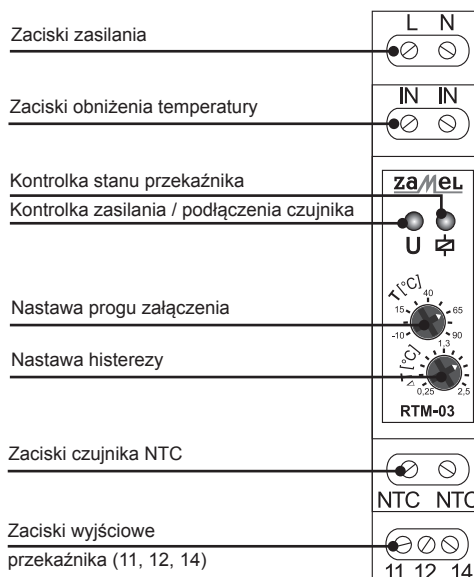 L N
Zaciski zasilania
IN IN
Zaciski obniżenia temperatury
Kontrolka stanu przekaźnika
zaMeL
Kontrolka zasilania / podłączenia czujnika
U
T [°C]
40
15 65
-10 90
Nastawa progu załączenia
1,3
Nastawa histerezy
△ [°C]
0,25 2,5
RTM-03
Zaciski czujnika NTC
NTC NTC
Zaciski wyjściowe
przekaźnika (11, 12, 14)
11 12 14